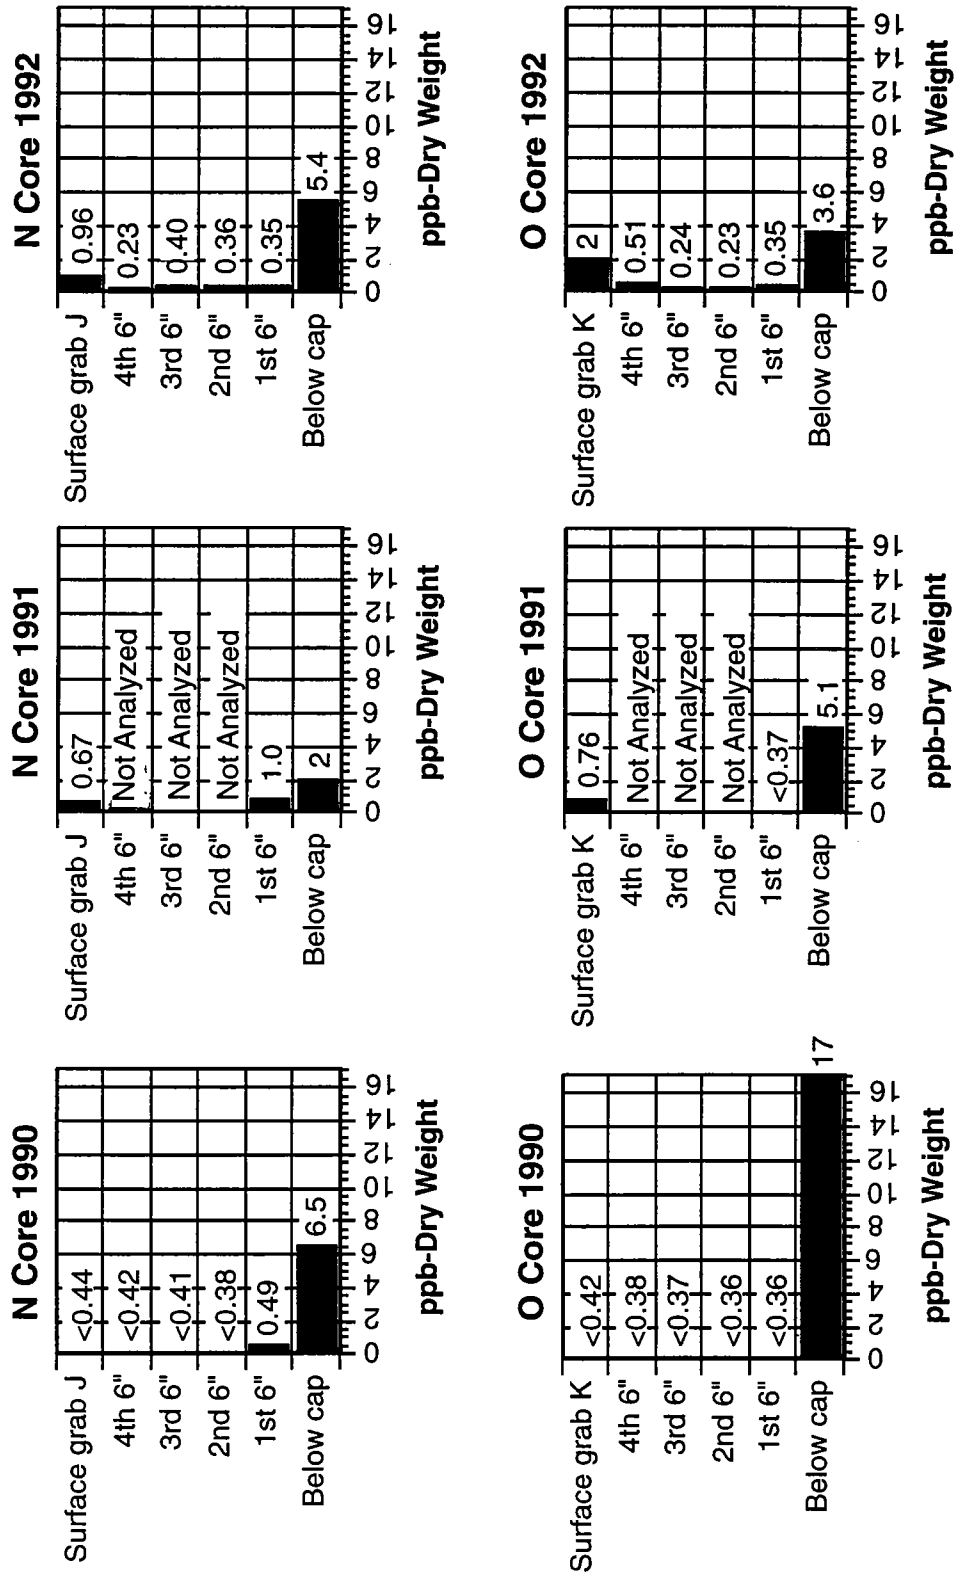 N Core 1990
Surface grab J <0.44
4th 6" <0.42
3rd 6" <0.41
2nd 6" <0.38
1st 6" 0.49
Below cap 6.5
0 2 4 6 8 10 12 14 16
ppb-Dry Weight
N Core 1991
Surface grab J 0.67
4th 6" Not Analyzed
3rd 6" Not Analyzed
2nd 6" Not Analyzed
1st 6" 1.0
Below cap 2
0 2 4 6 8 10 12 14 16
ppb-Dry Weight
N Core 1992
Surface grab J 0.96
4th 6" 0.23
3rd 6" 0.40
2nd 6" 0.36
1st 6" 0.35
Below cap 5.4
0 2 4 6 8 10 12 14 16
ppb-Dry Weight
O Core 1990
Surface grab K <0.42
4th 6" <0.38
3rd 6" <0.37
2nd 6" <0.36
1st 6" <0.36
Below cap 17
0 2 4 6 8 10 12 14 16
ppb-Dry Weight
O Core 1991
Surface grab K 0.76
4th 6" Not Analyzed
3rd 6" Not Analyzed
2nd 6" Not Analyzed
1st 6" <0.37
Below cap 5.1
0 2 4 6 8 10 12 14 16
ppb-Dry Weight
O Core 1992
Surface grab K 2
4th 6" 0.51
3rd 6" 0.24
2nd 6" 0.23
1st 6" 0.35
Below cap 3.6
0 2 4 6 8 10 12 14 16
ppb-Dry Weight